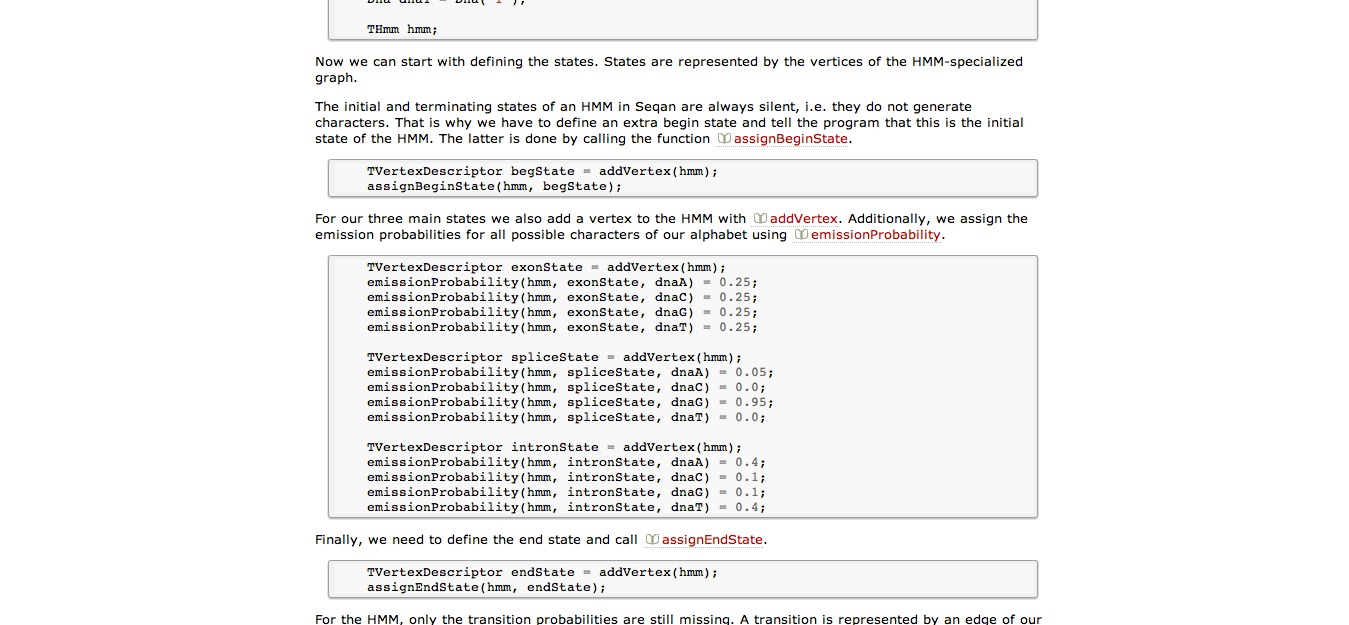 THmm hmm;
Now we can start with defining the states. States are represented by the vertices of the HMM-specialized
graph.
The initial and terminating states of an HMM in Seqan are always silent, i.e. they do not generate
characters. That is why we have to define an extra begin state and tell the program that this is the initial
state of the HMM. The latter is done by calling the function assignBeginState.
TVertexDescriptor begState = addVertex(hmm);
assignBeginState(hmm, begState);
For our three main states we also add a vertex to the HMM with addVertex. Additionally, we assign the
emission probabilities for all possible characters of our alphabet using emissionProbability.
TVertexDescriptor exonState = addVertex(hmm);
emissionProbability(hmm, exonState, dnaA) = 0.25;
emissionProbability(hmm, exonState, dnaC) = 0.25;
emissionProbability(hmm, exonState, dnaG) = 0.25;
emissionProbability(hmm, exonState, dnaT) = 0.25;
TVertexDescriptor spliceState = addVertex(hmm);
emissionProbability(hmm, spliceState, dnaA) = 0.05;
emissionProbability(hmm, spliceState, dnaC) = 0.0;
emissionProbability(hmm, spliceState, dnaG) = 0.95;
emissionProbability(hmm, spliceState, dnaT) = 0.0;
TVertexDescriptor intronState = addVertex(hmm);
emissionProbability(hmm, intronState, dnaA) = 0.4;
emissionProbability(hmm, intronState, dnaC) = 0.1;
emissionProbability(hmm, intronState, dnaG) = 0.1;
emissionProbability(hmm, intronState, dnaT) = 0.4;
Finally, we need to define the end state and call assignEndState.
TVertexDescriptor endState = addVertex(hmm);
assignEndState(hmm, endState);
For the HMM, only the transition probabilities are still missing. A transition is represented by an edge of our